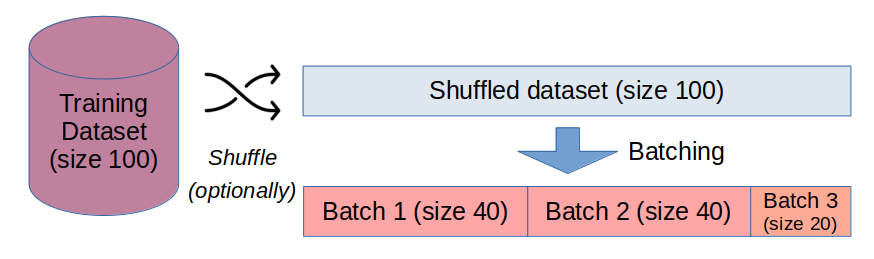 Training
Dataset
(size 100)
Shuffle
(optionally)
Shuffled dataset (size 100)
Batching
Batch 1 (size 40)
Batch 2 (size 40)
Batch 3
(size 20)